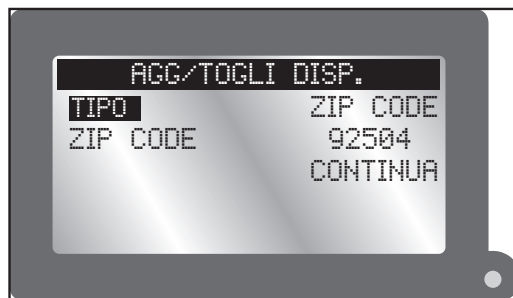 AGG/TOGLI DISP.
TIPO ZIP CODE
ZIP CODE 92504
CONTINUA